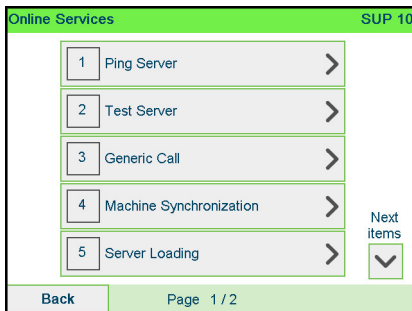 Online Services SUP 10
1 Ping Server
2 Test Server
3 Generic Call
4 Machine Synchronization
5 Server Loading
Next
items
Back Page 1/2